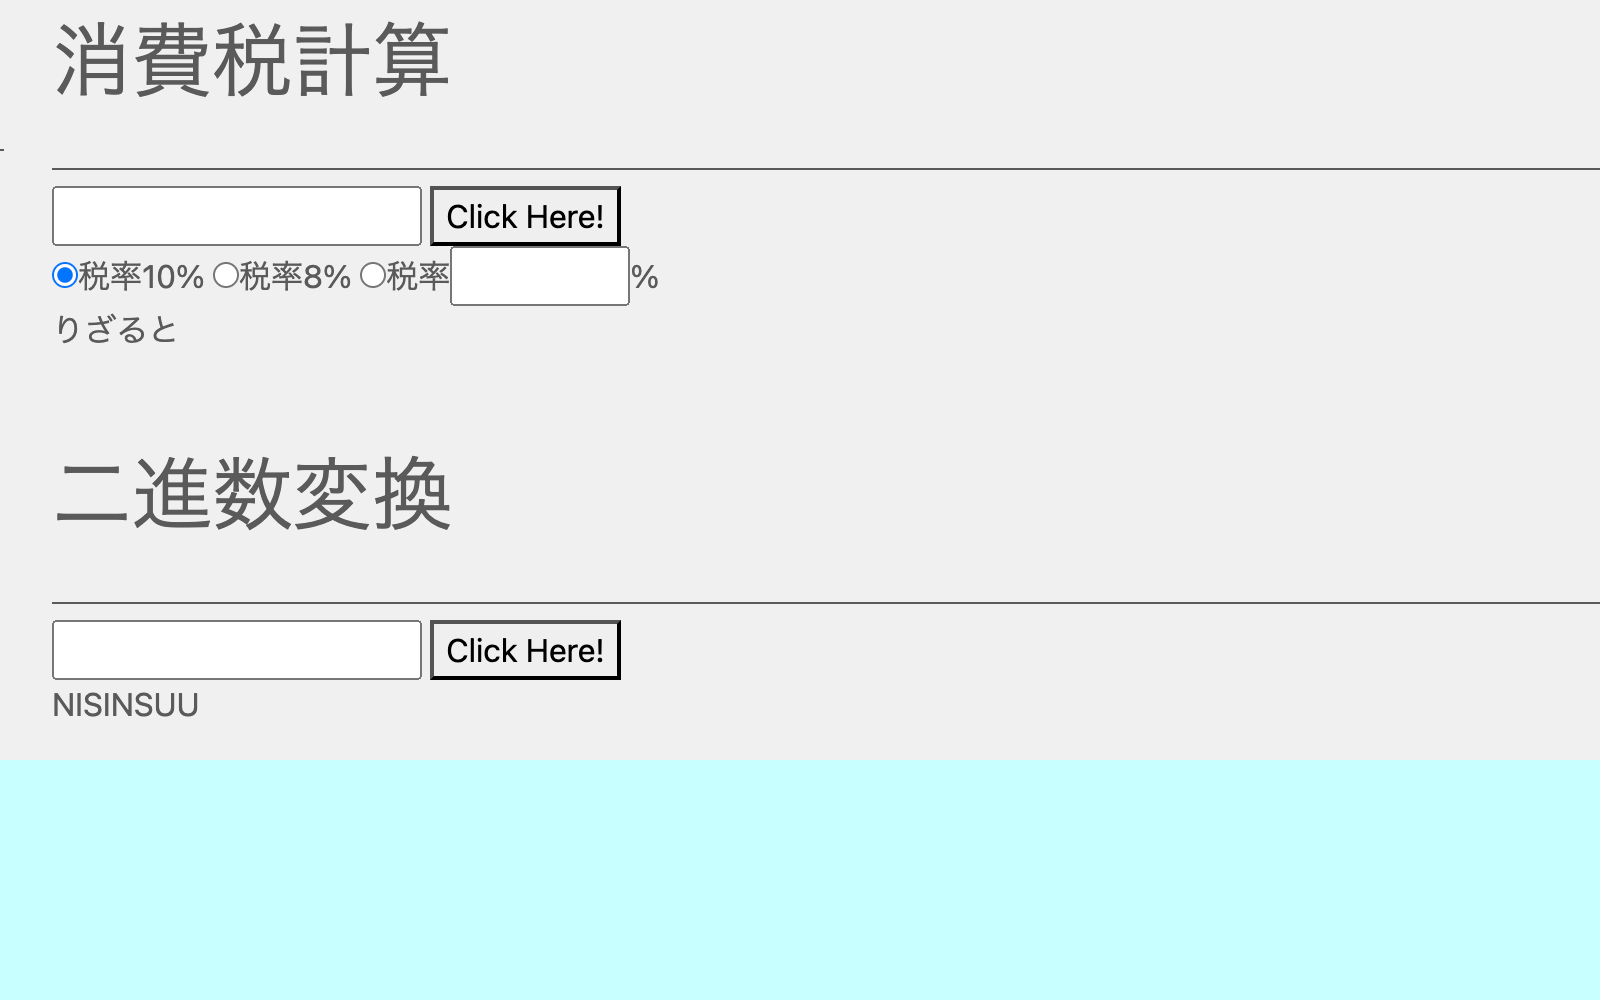 消費税計算
Click Here!
税率10% 税率8% 税率 %
りざると
二進数変換
Click Here!
NISINSUU